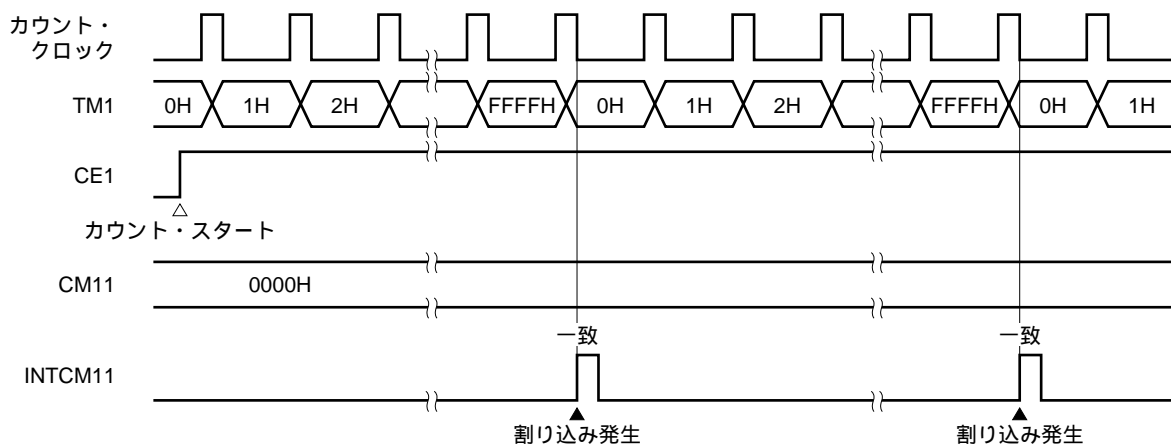 カウント・
クロック
TM1
0H 1H 2H FFFFH 0H 1H 2H FFFFH 0H 1H
CE1
カウント・スタート
CM11
0000H
一致 一致
INTCM11
割り込み発生 割り込み発生